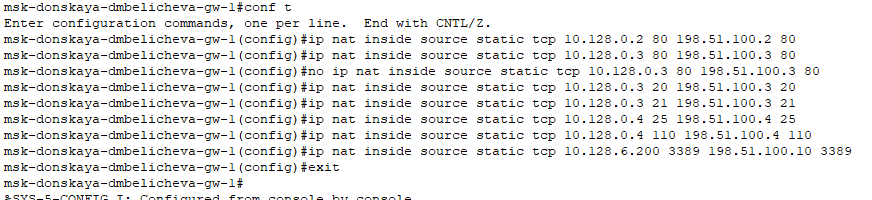 msk-donskaya-dmbelicheva-gw-1#conf t
Enter configuration commands, one per line.  End with CNTL/Z.
msk-donskaya-dmbelicheva-gw-1(config)#ip nat inside source static tcp 10.128.0.2 80 198.51.100.2 80
msk-donskaya-dmbelicheva-gw-1(config)#ip nat inside source static tcp 10.128.0.3 80 198.51.100.3 80
msk-donskaya-dmbelicheva-gw-1(config)#no ip nat inside source static tcp 10.128.0.3 80 198.51.100.3 80
msk-donskaya-dmbelicheva-gw-1(config)#ip nat inside source static tcp 10.128.0.3 20 198.51.100.3 20
msk-donskaya-dmbelicheva-gw-1(config)#ip nat inside source static tcp 10.128.0.3 21 198.51.100.3 21
msk-donskaya-dmbelicheva-gw-1(config)#ip nat inside source static tcp 10.128.0.4 25 198.51.100.4 25
msk-donskaya-dmbelicheva-gw-1(config)#ip nat inside source static tcp 10.128.0.4 110 198.51.100.4 110
msk-donskaya-dmbelicheva-gw-1(config)#ip nat inside source static tcp 10.128.6.200 3389 198.51.100.10 3389
msk-donskaya-dmbelicheva-gw-1(config)#exit
msk-donskaya-dmbelicheva-gw-1#
%SYS-5-CONFIG_I: Configured from console by console